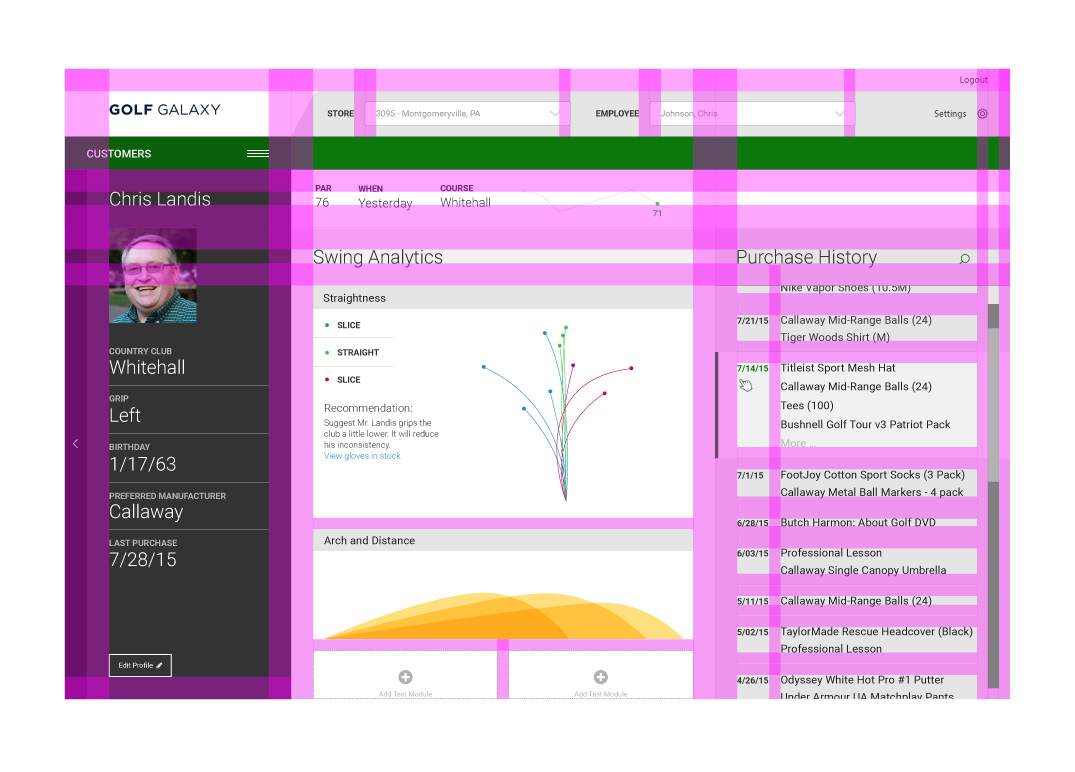 Logout
GOLF GALAXY
STORE
3095 - Montgomeryville, PA
EMPLOYEE
Johnson, Chris
Settings
CUSTOMERS
Chris Landis
PAR
76
WHEN
Yesterday
COURSE
Whitehall
71
COUNTRY CLUB
Whitehall
GRIP
Left
BIRTHDAY
1/17/63
PREFERRED MANUFACTURER
Callaway
LAST PURCHASE
7/28/15
Edit Profile
Swing Analytics
Straightness
SLICE
STRAIGHT
SLICE
Recommendation:
Suggest Mr. Landis grips the
club a little lower. It will reduce
his inconsistency.
View gloves in stock
Arch and Distance
Add Test Module
Add Test Module
Purchase History
Nike Vapor Shoes (10.5M)
7/21/15 Callaway Mid-Range Balls (24)
Tiger Woods Shirt (M)
7/14/15 Titleist Sport Mesh Hat
Callaway Mid-Range Balls (24)
Tees (100)
Bushnell Golf Tour v3 Patriot Pack
More ...
7/1/15 FootJoy Cotton Sport Socks (3 Pack)
Callaway Metal Ball Markers - 4 pack
6/28/15 Butch Harmon: About Golf DVD
6/03/15 Professional Lesson
Callaway Single Canopy Umbrella
5/11/15 Callaway Mid-Range Balls (24)
5/02/15 TaylorMade Rescue Headcover (Black)
Professional Lesson
4/26/15 Odyssey White Hot Pro #1 Putter
Under Armour UA Matchplay Pants